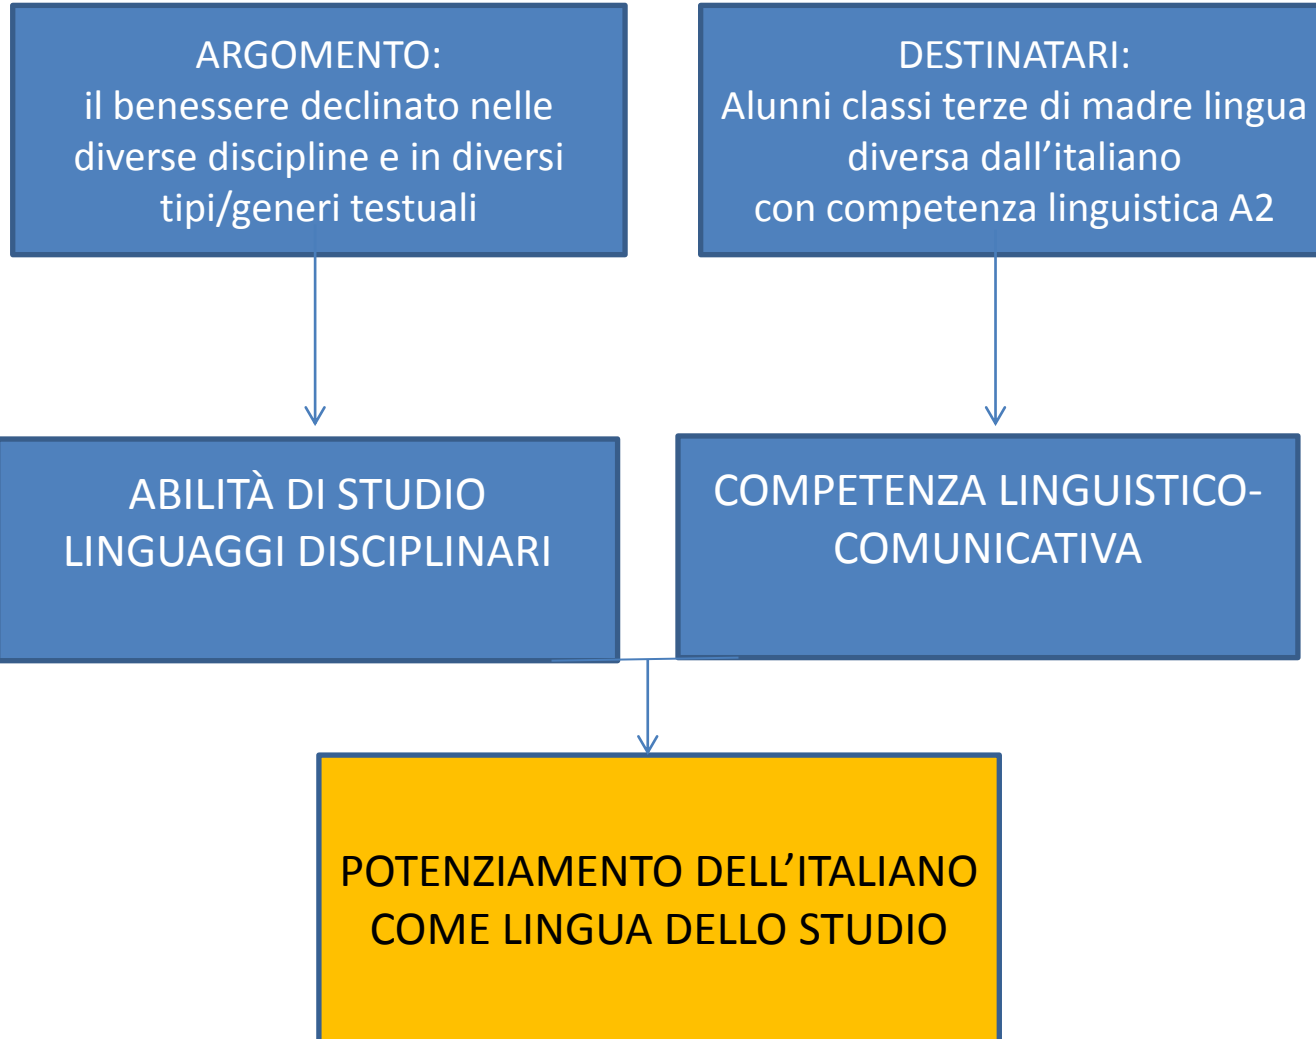 ARGOMENTO:
il benessere declinato nelle
diverse discipline e in diversi
tipi/generi testuali
DESTINATARI:
Alunni classi terze di madre lingua
diversa dall’italiano
con competenza linguistica A2
ABILITÀ DI STUDIO
LINGUAGGI DISCIPLINARI
COMPETENZA LINGUISTICO-
COMUNICATIVA
POTENZIAMENTO DELL’ITALIANO
COME LINGUA DELLO STUDIO